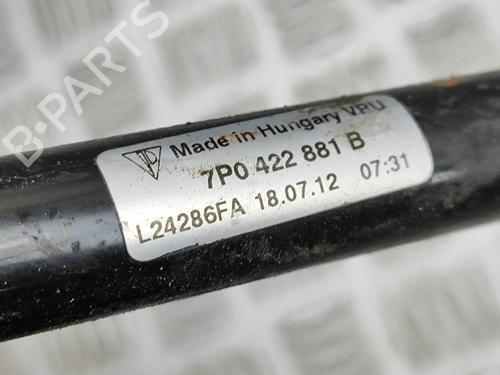 Made in Hungary VPU
7P0 422 881 B
L24286FA 18.07.12 07:31
B-PARTS